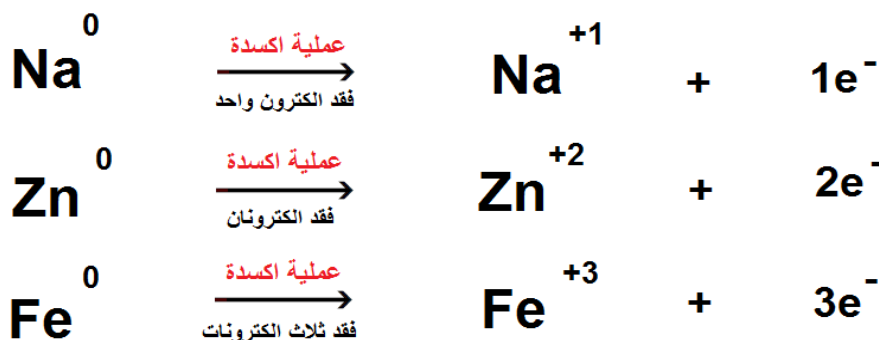 Na⁰ عملية اكسدة Na⁺¹ + 1e⁻
فقد الكترون واحد
Zn⁰ عملية اكسدة Zn⁺² + 2e⁻
فقد الكترونان
Fe⁰ عملية اكسدة Fe⁺³ + 3e⁻
فقد ثلاث الكترونات